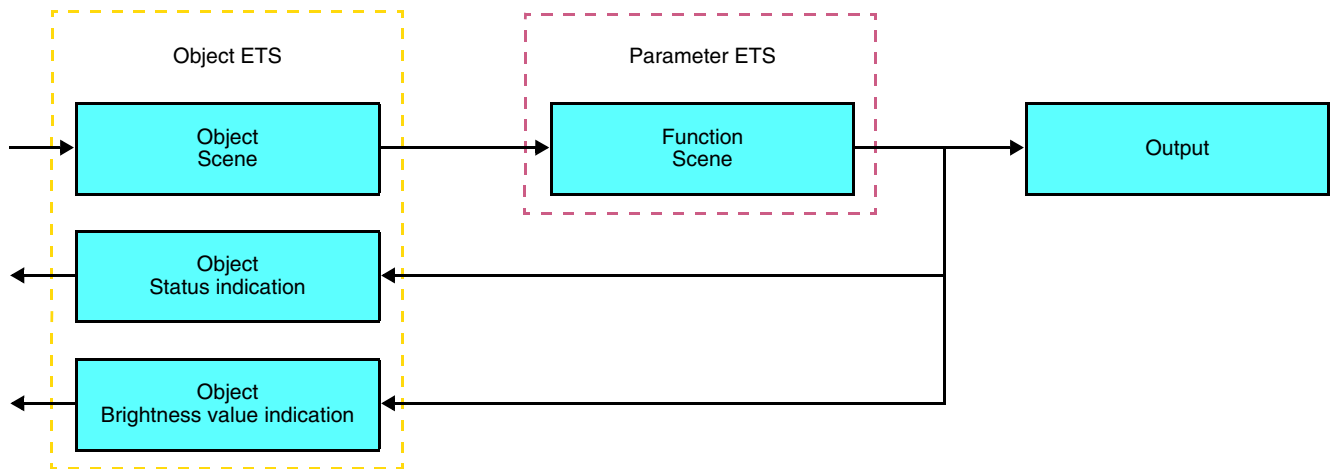 Object ETS
Parameter ETS
Object
Scene
Function
Scene
Output
Object
Status indication
Object
Brightness value indication